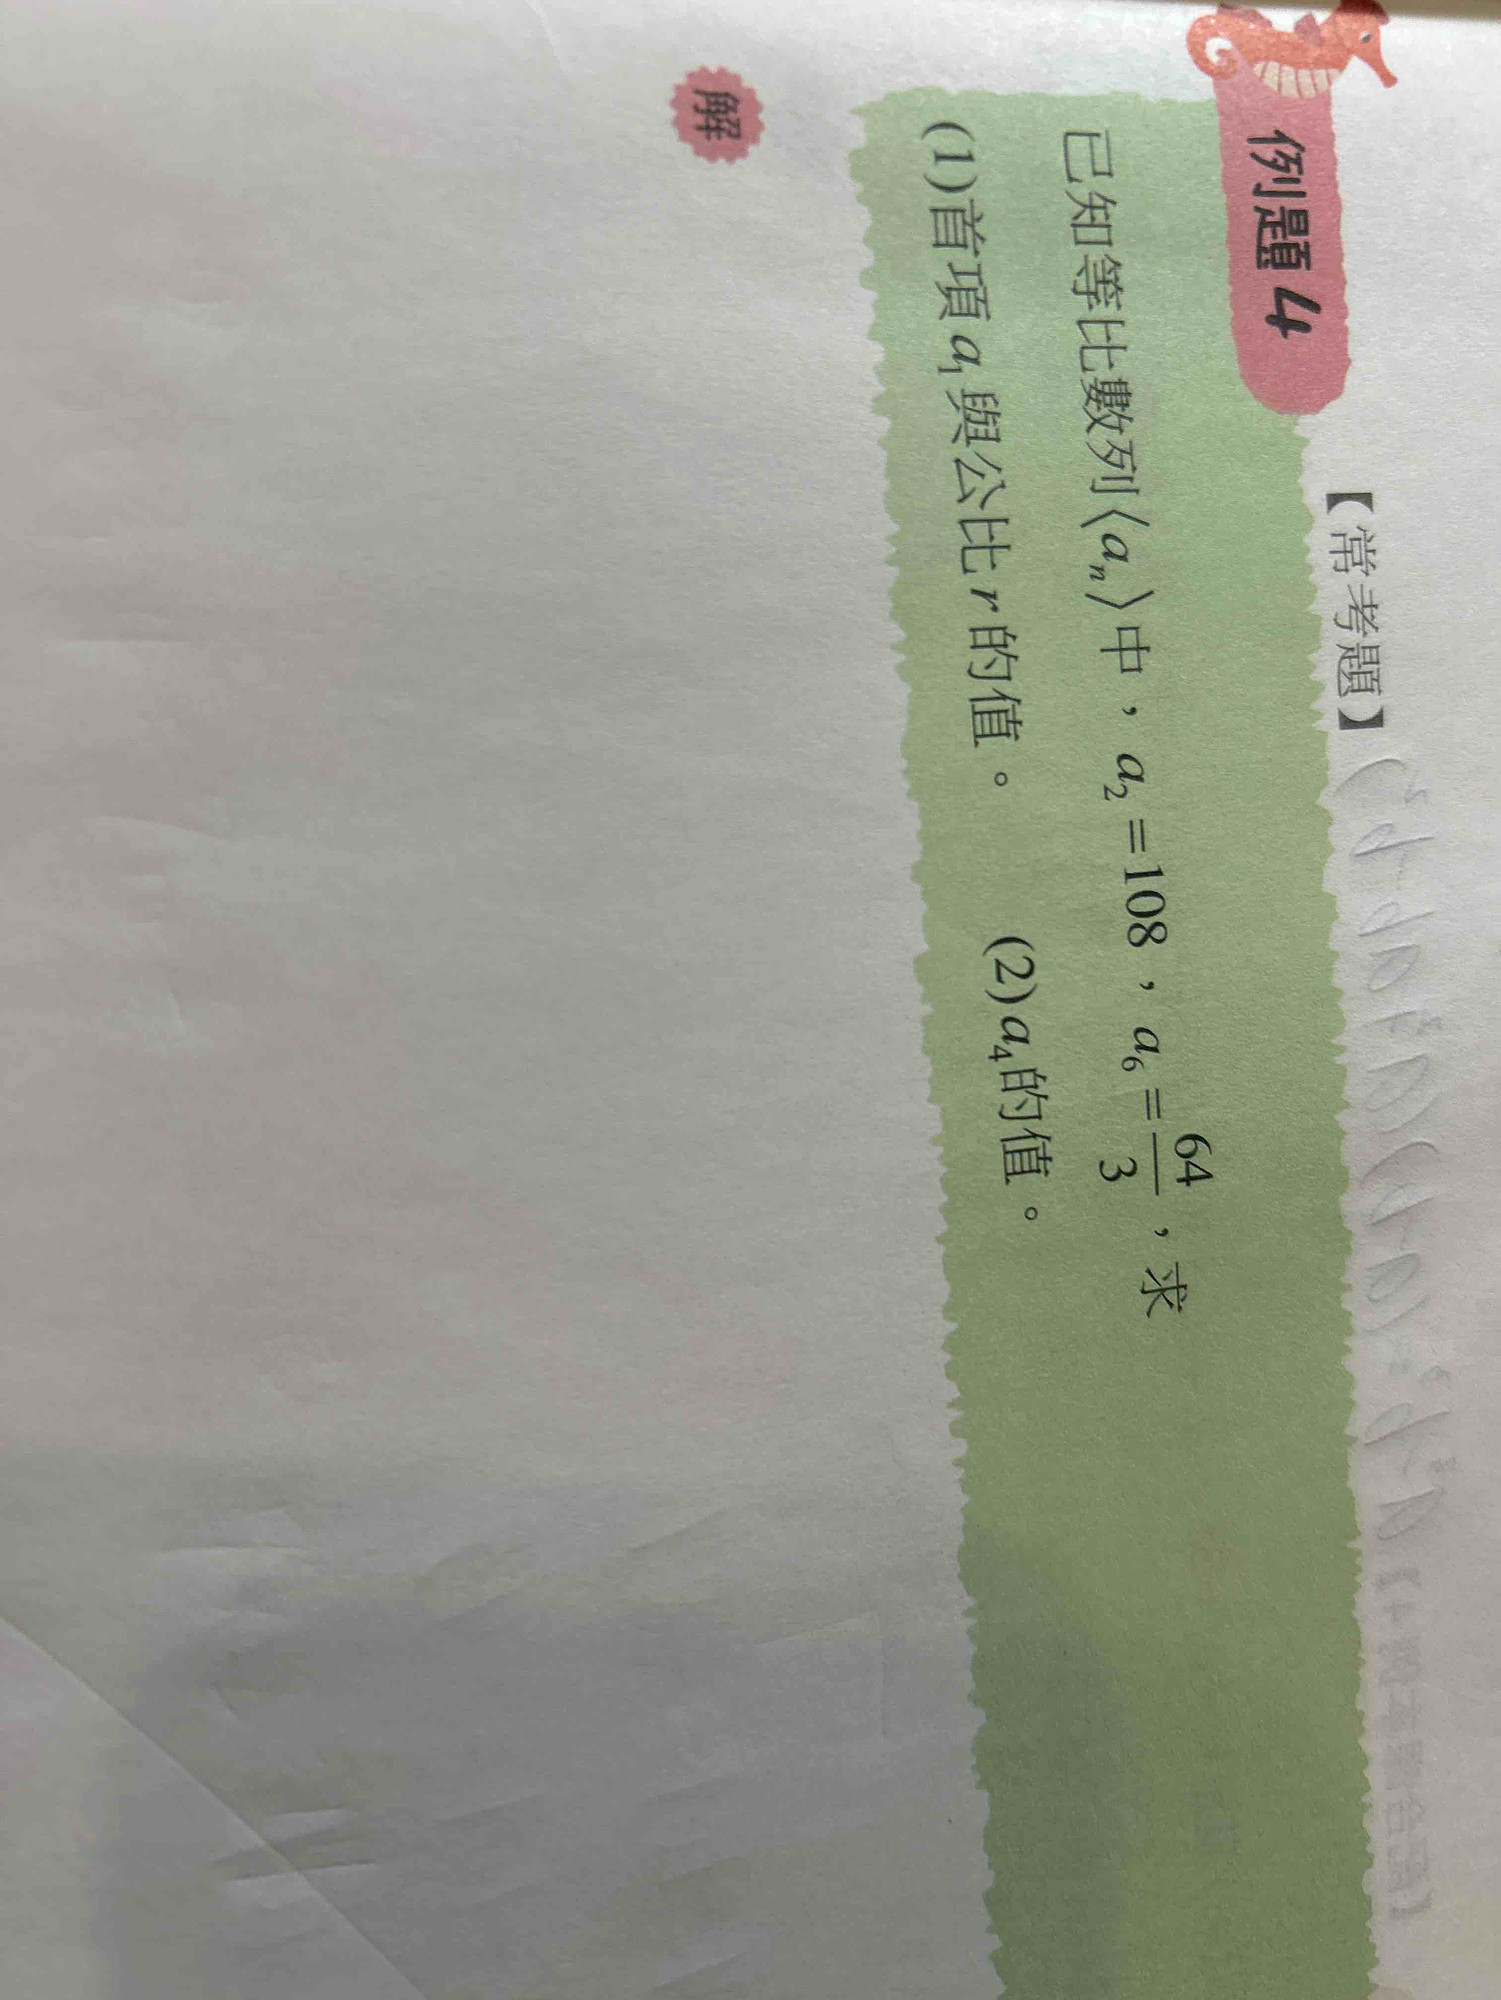 例題4
【常考題】
已知等比數列⟨aₙ⟩中，a₂=108，a₆=64/3，求
(1)首項a₁與公比r的值。 (2)a₄的值。
解